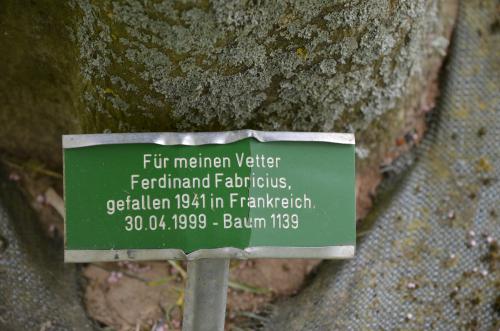 Für meinen Vetter
Ferdinand Fabricius,
gefallen 1941 in Frankreich.
30.04.1999 - Baum 1139